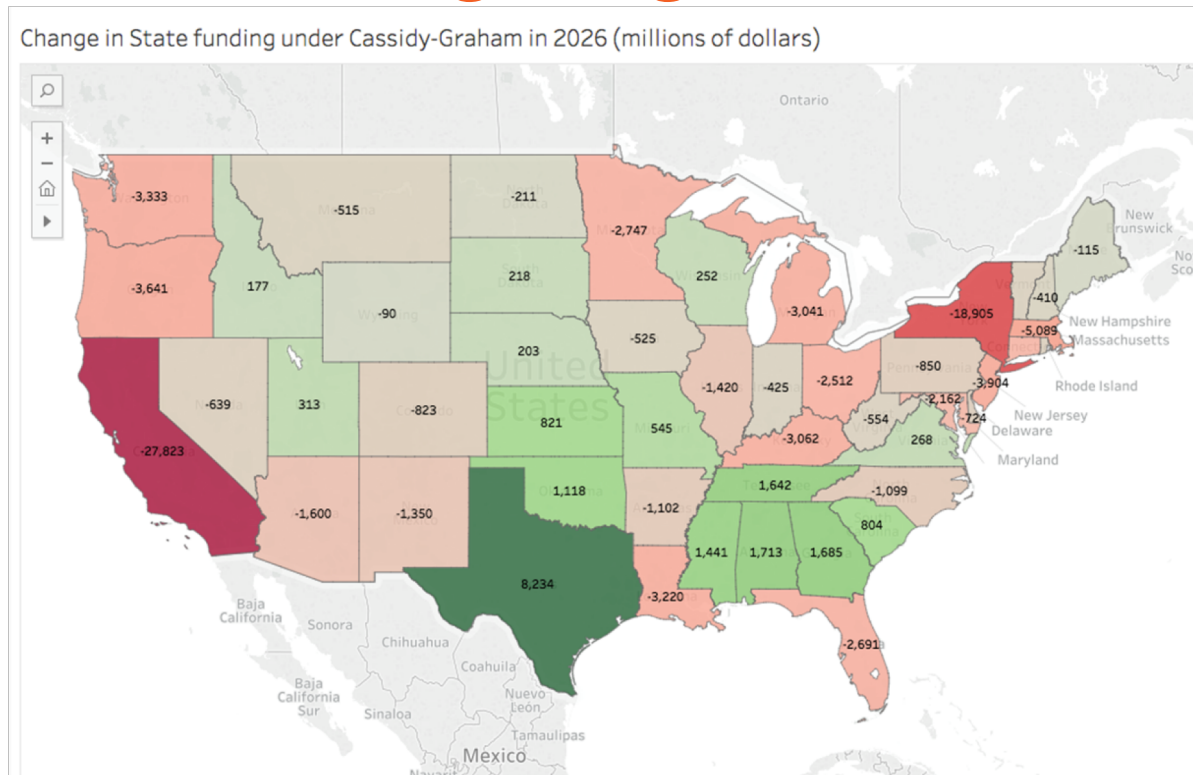 Change in State funding under Cassidy-Graham in 2026 (millions of dollars)
Ontario
-3,333
-515
-211
-2,747
New
Brunswick
-115
-3,641
177
218
252
-90
-410
-3,041
-18,905
New Hampshire
-5,089
Massachusetts
-525
203
United
States
-850
-2,512
-1,420
-425
-3,904
Rhode Island
-639
313
-823
-2,162
New Jersey
-724
Delaware
-554
821
545
268
-3,062
Maryland
-27,823
1,642
-1,099
1,118
-1,102
-1,600
-1,350
804
1,441
1,713
1,685
8,234
-3,220
-2,691
Baja
California
Sonora
Chihuahua
Coahuila
Baja
California
Sur
Sinaloa
Nuevo
León
Tamaulipas
Mexico